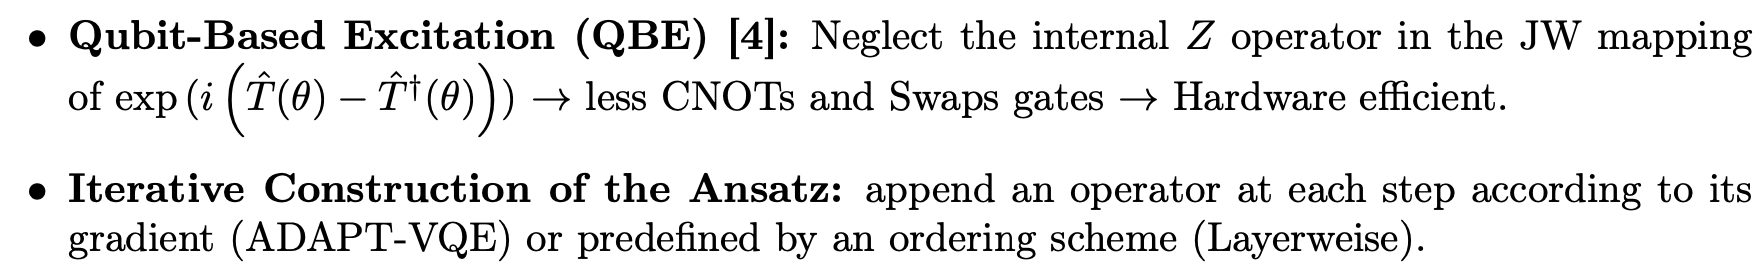 • Qubit-Based Excitation (QBE) [4]: Neglect the internal Z operator in the JW mapping
of exp (i (T̂(θ) − T̂†(θ))) → less CNOTs and Swaps gates → Hardware efficient.
• Iterative Construction of the Ansatz: append an operator at each step according to its
gradient (ADAPT-VQE) or predefined by an ordering scheme (Layerweise).